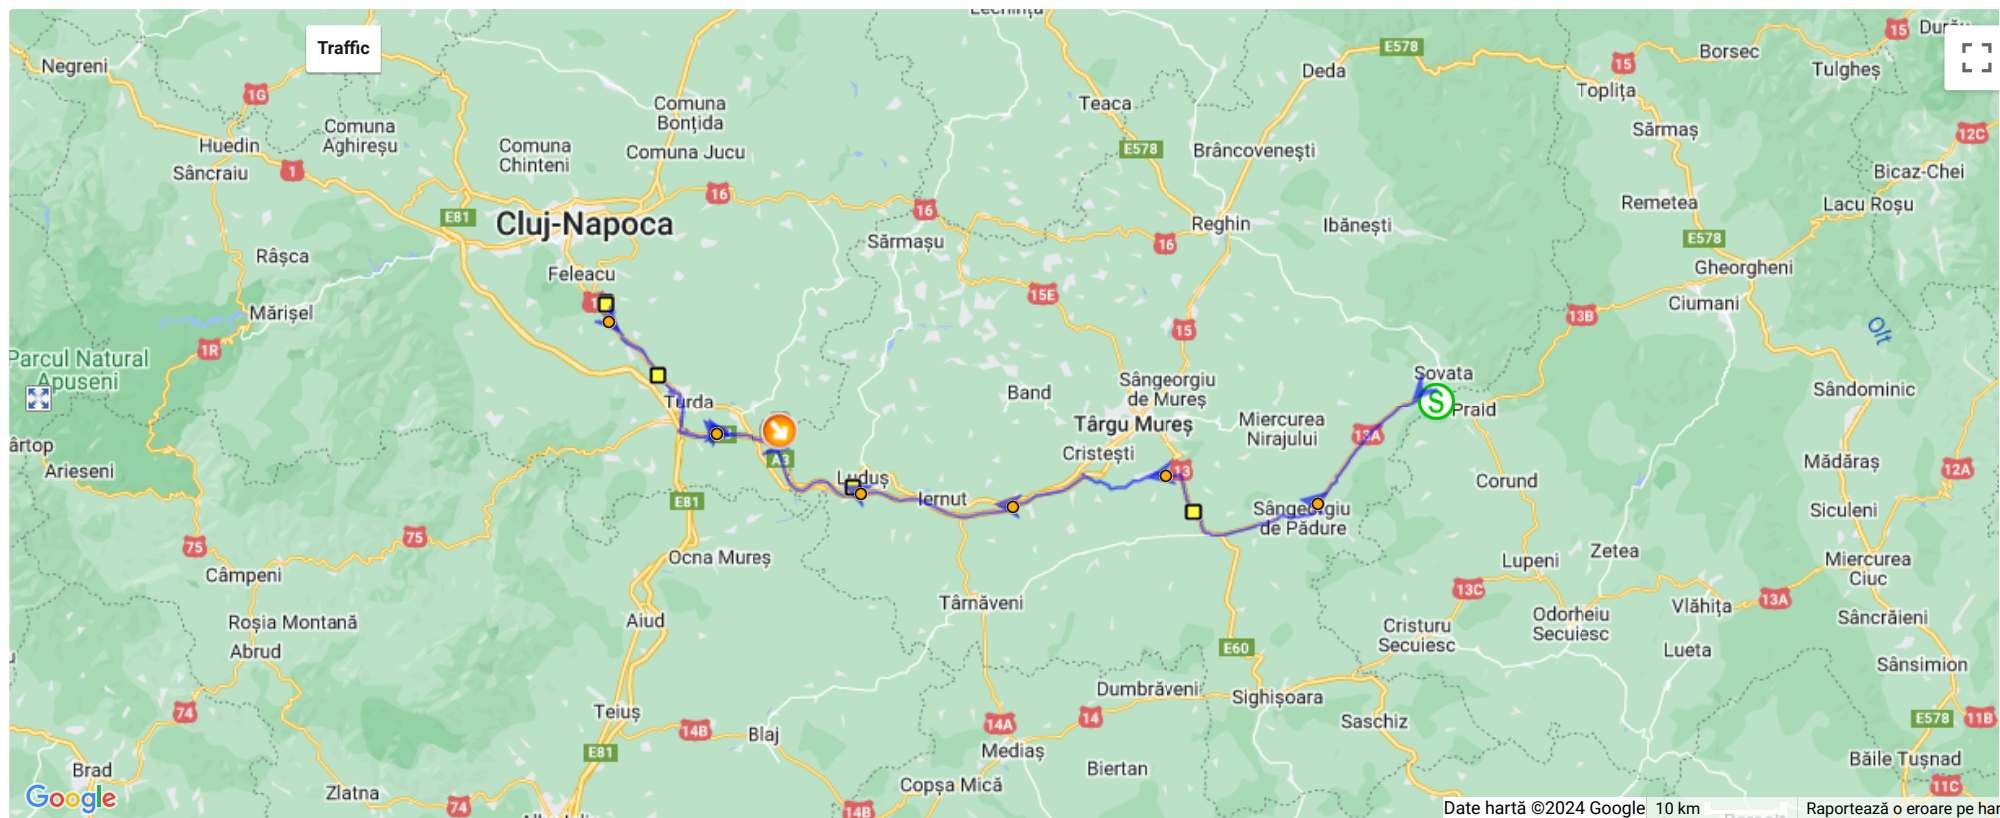 Traffic
Negreni
1G
Huedin
Sâncraiu
1
Comuna
Aghireșu
Comuna
Chinteni
Comuna
Bonțida
Comuna Jucu
16
E81
Cluj-Napoca
Feleacu
Râșca
Mărișel
1R
Parcul Natural
Apuseni
Arieseni
75
75
Câmpeni
Roșia Montană
Abrud
74
Brad
Zlatna
74
Turda
A3
E81
Ocna Mureș
Aiud
Teiuș
E81
14B
Blaj
Luduș
Iernut
Târnăveni
14A
14
Mediaș
Copșa Mică
14B
Biertan
Dumbrăveni
Sighișoara
Saschiz
E60
16
Sărmașu
15E
Band
Teaca
E578
Brâncovenești
Deda
E578
Reghin
16
15
Ibănești
Sângeorgiu
de Mureș
Târgu Mureș
Cristești
13
Miercurea
Nirajului
13A
Sângeorgiu
de Pădure
Sovata
S
Praid
Corund
Lupeni
13C
Cristuru
Secuiesc
Odorheiu
Secuiesc
Zetea
Vlăhița
13A
Lueta
15
Borsec
Toplița
Sărmaș
15
Tulgheș
12C
Bicaz-Chei
Lacu Roșu
Remetea
E578
Gheorgheni
Ciumani
13B
Olt
Sândominic
Mădăraș
12A
Siculeni
Miercurea
Ciuc
Sâncrăieni
Sânsimion
E578
11B
Băile Tușnad
11C
Google
Date hartă ©2024 Google
10 km
Raportează o eroare pe har